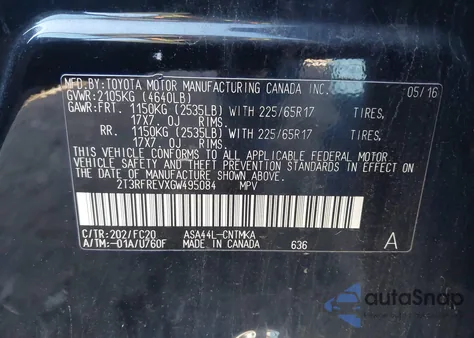 MFD.BY:TOYOTA MOTOR MANUFACTURING CANADA INC. 05/16
GVWR:2105KG (4640LB)
GAWR:FRT. 1150KG (2535LB) WITH 225/65R17 TIRES,
17X7.0J RIMS.
RR. 1150KG (2535LB) WITH 225/65R17 TIRES,
17X7.0J RIMS.
THIS VEHICLE CONFORMS TO ALL APPLICABLE FEDERAL MOTOR
VEHICLE SAFETY AND THEFT PREVENTION STANDARDS IN EFFECT ON
THE DATE OF MANUFACTURE SHOWN ABOVE.
2T3RFREVXGW495084 MPV
C/TR:202/FC20 ASA44L-CNTMKA
A/TM:-01A/U760F MADE IN CANADA 636 A
autoSnap